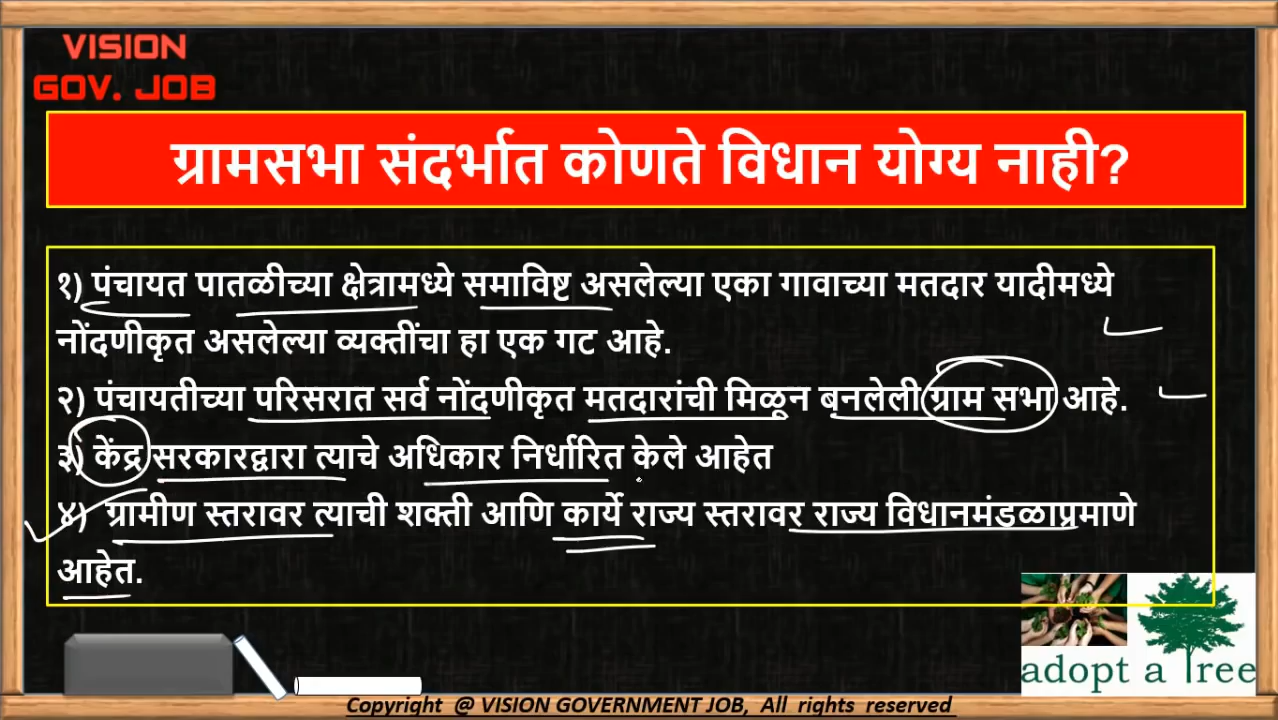 VISION
GOV. JOB
ग्रामसभा संदर्भात कोणते विधान योग्य नाही?
१) पंचायत पातळीच्या क्षेत्रामध्ये समाविष्ट असलेल्या एका गावाच्या मतदार यादीमध्ये
नोंदणीकृत असलेल्या व्यक्तींचा हा एक गट आहे.
२) पंचायतीच्या परिसरात सर्व नोंदणीकृत मतदारांची मिळून बनलेली ग्राम सभा आहे.
३) केंद्र सरकारद्वारा त्याचे अधिकार निर्धारित केले आहेत
४) ग्रामीण स्तरावर त्याची शक्ती आणि कार्ये राज्य स्तरावर राज्य विधानमंडळाप्रमाणे
आहेत.
adopt a Tree
Copyright @ VISION GOVERNMENT JOB, All rights reserved